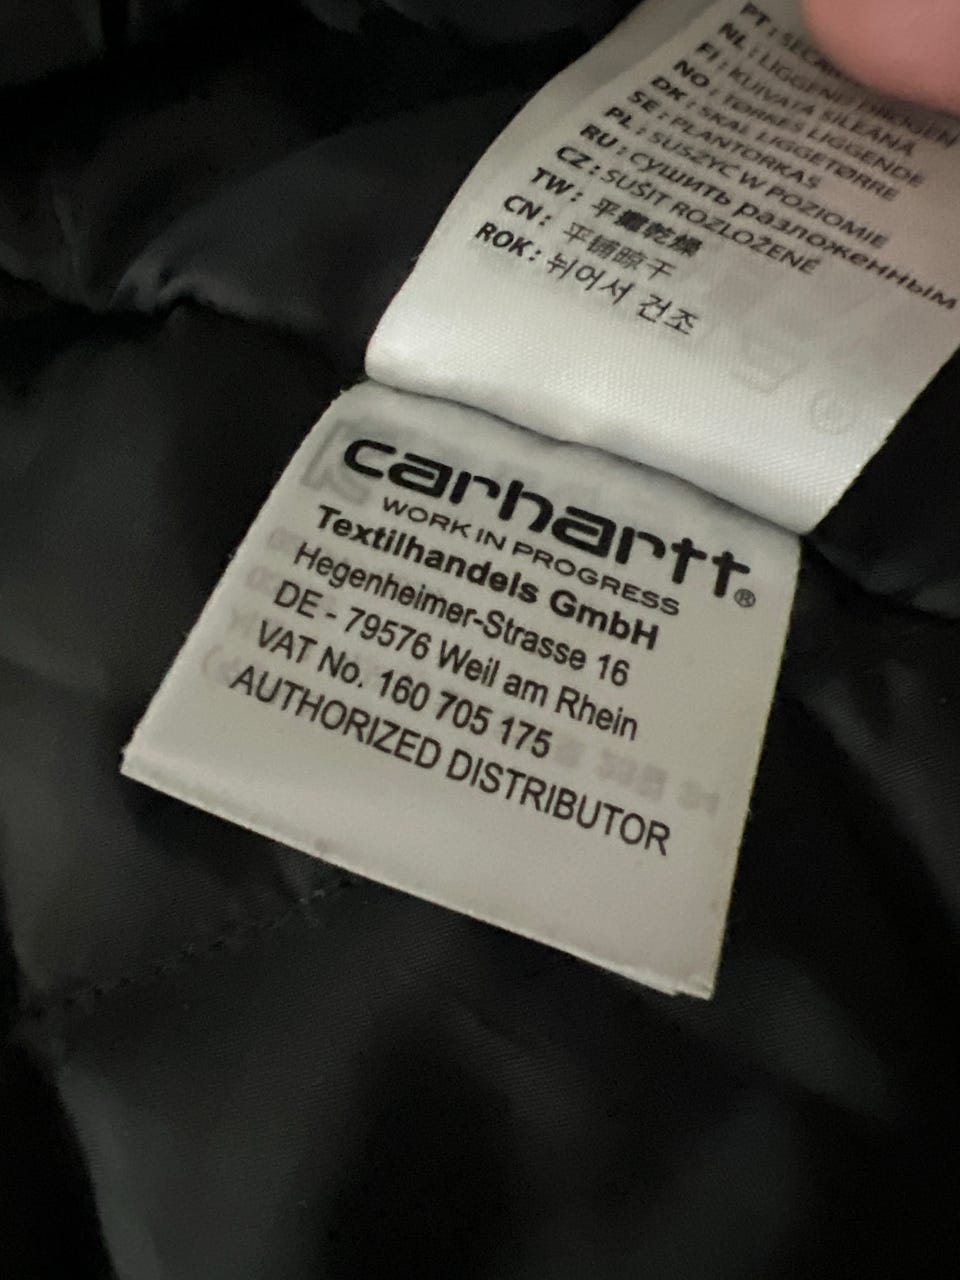 PT: SECAR
NL: LIGGEND DROGEN
FI: KUIVATA SILEÄNÄ
NO: TØRRES LIGGENDE
DK: SKAL LIGGETØRRE
SE: PLANTORKAS
PL: SUSZYĆ W POZIOMIE
RU: сушить разложенным
CZ: SUŠIT ROZLOŽENÉ
TW: 平攤乾燥
CN: 平铺晾干
ROK: 뉘어서 건조
carhartt
WORK IN PROGRESS ®
Textilhandels GmbH
Hegenheimer-Strasse 16
DE - 79576 Weil am Rhein
VAT No. 160 705 175
AUTHORIZED DISTRIBUTOR